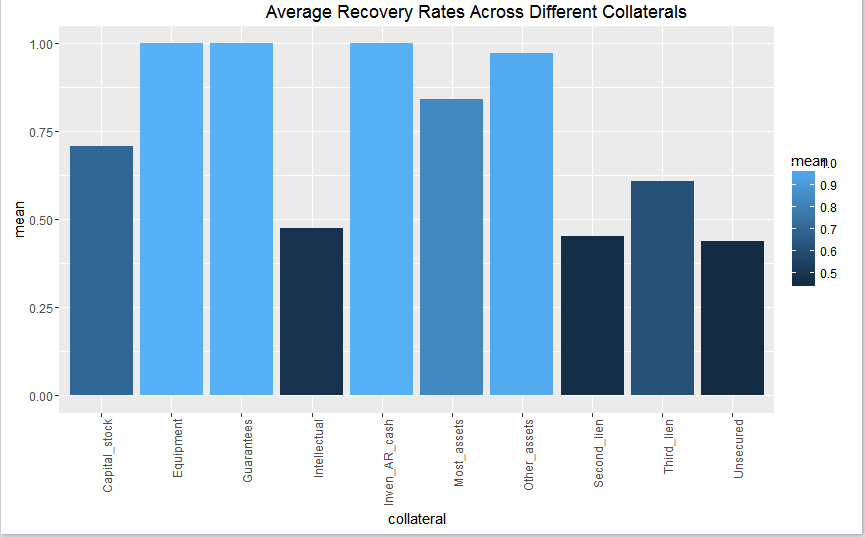 Average Recovery Rates Across Different Collaterals
mean
1.00
0.75
0.50
0.25
0.00
Capital_stock
Equipment
Guarantees
Intellectual
Inven_AR_cash
Most_assets
Other_assets
Second_lien
Third_lien
Unsecured
collateral
mean
1.0
0.9
0.8
0.7
0.6
0.5